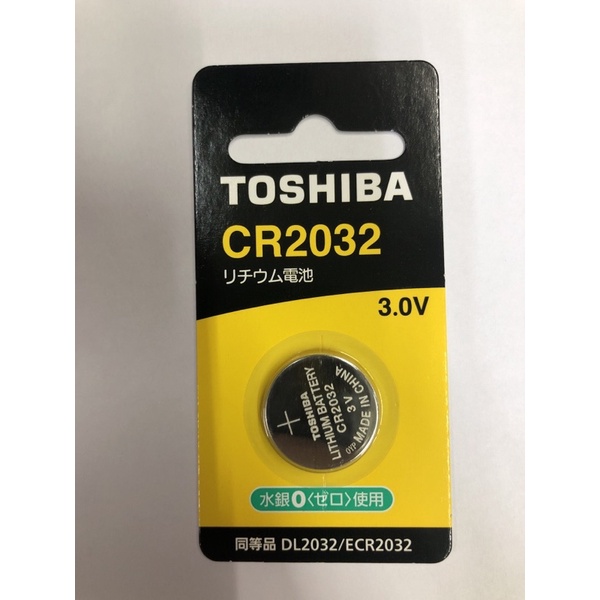 TOSHIBA
CR2032
リチウム電池
3.0V
TOSHIBA
LITHIUM BATTERY
CR2032
3V
MADE IN CHINA
+
水銀0〈ゼロ〉使用
同等品 DL2032/ECR2032